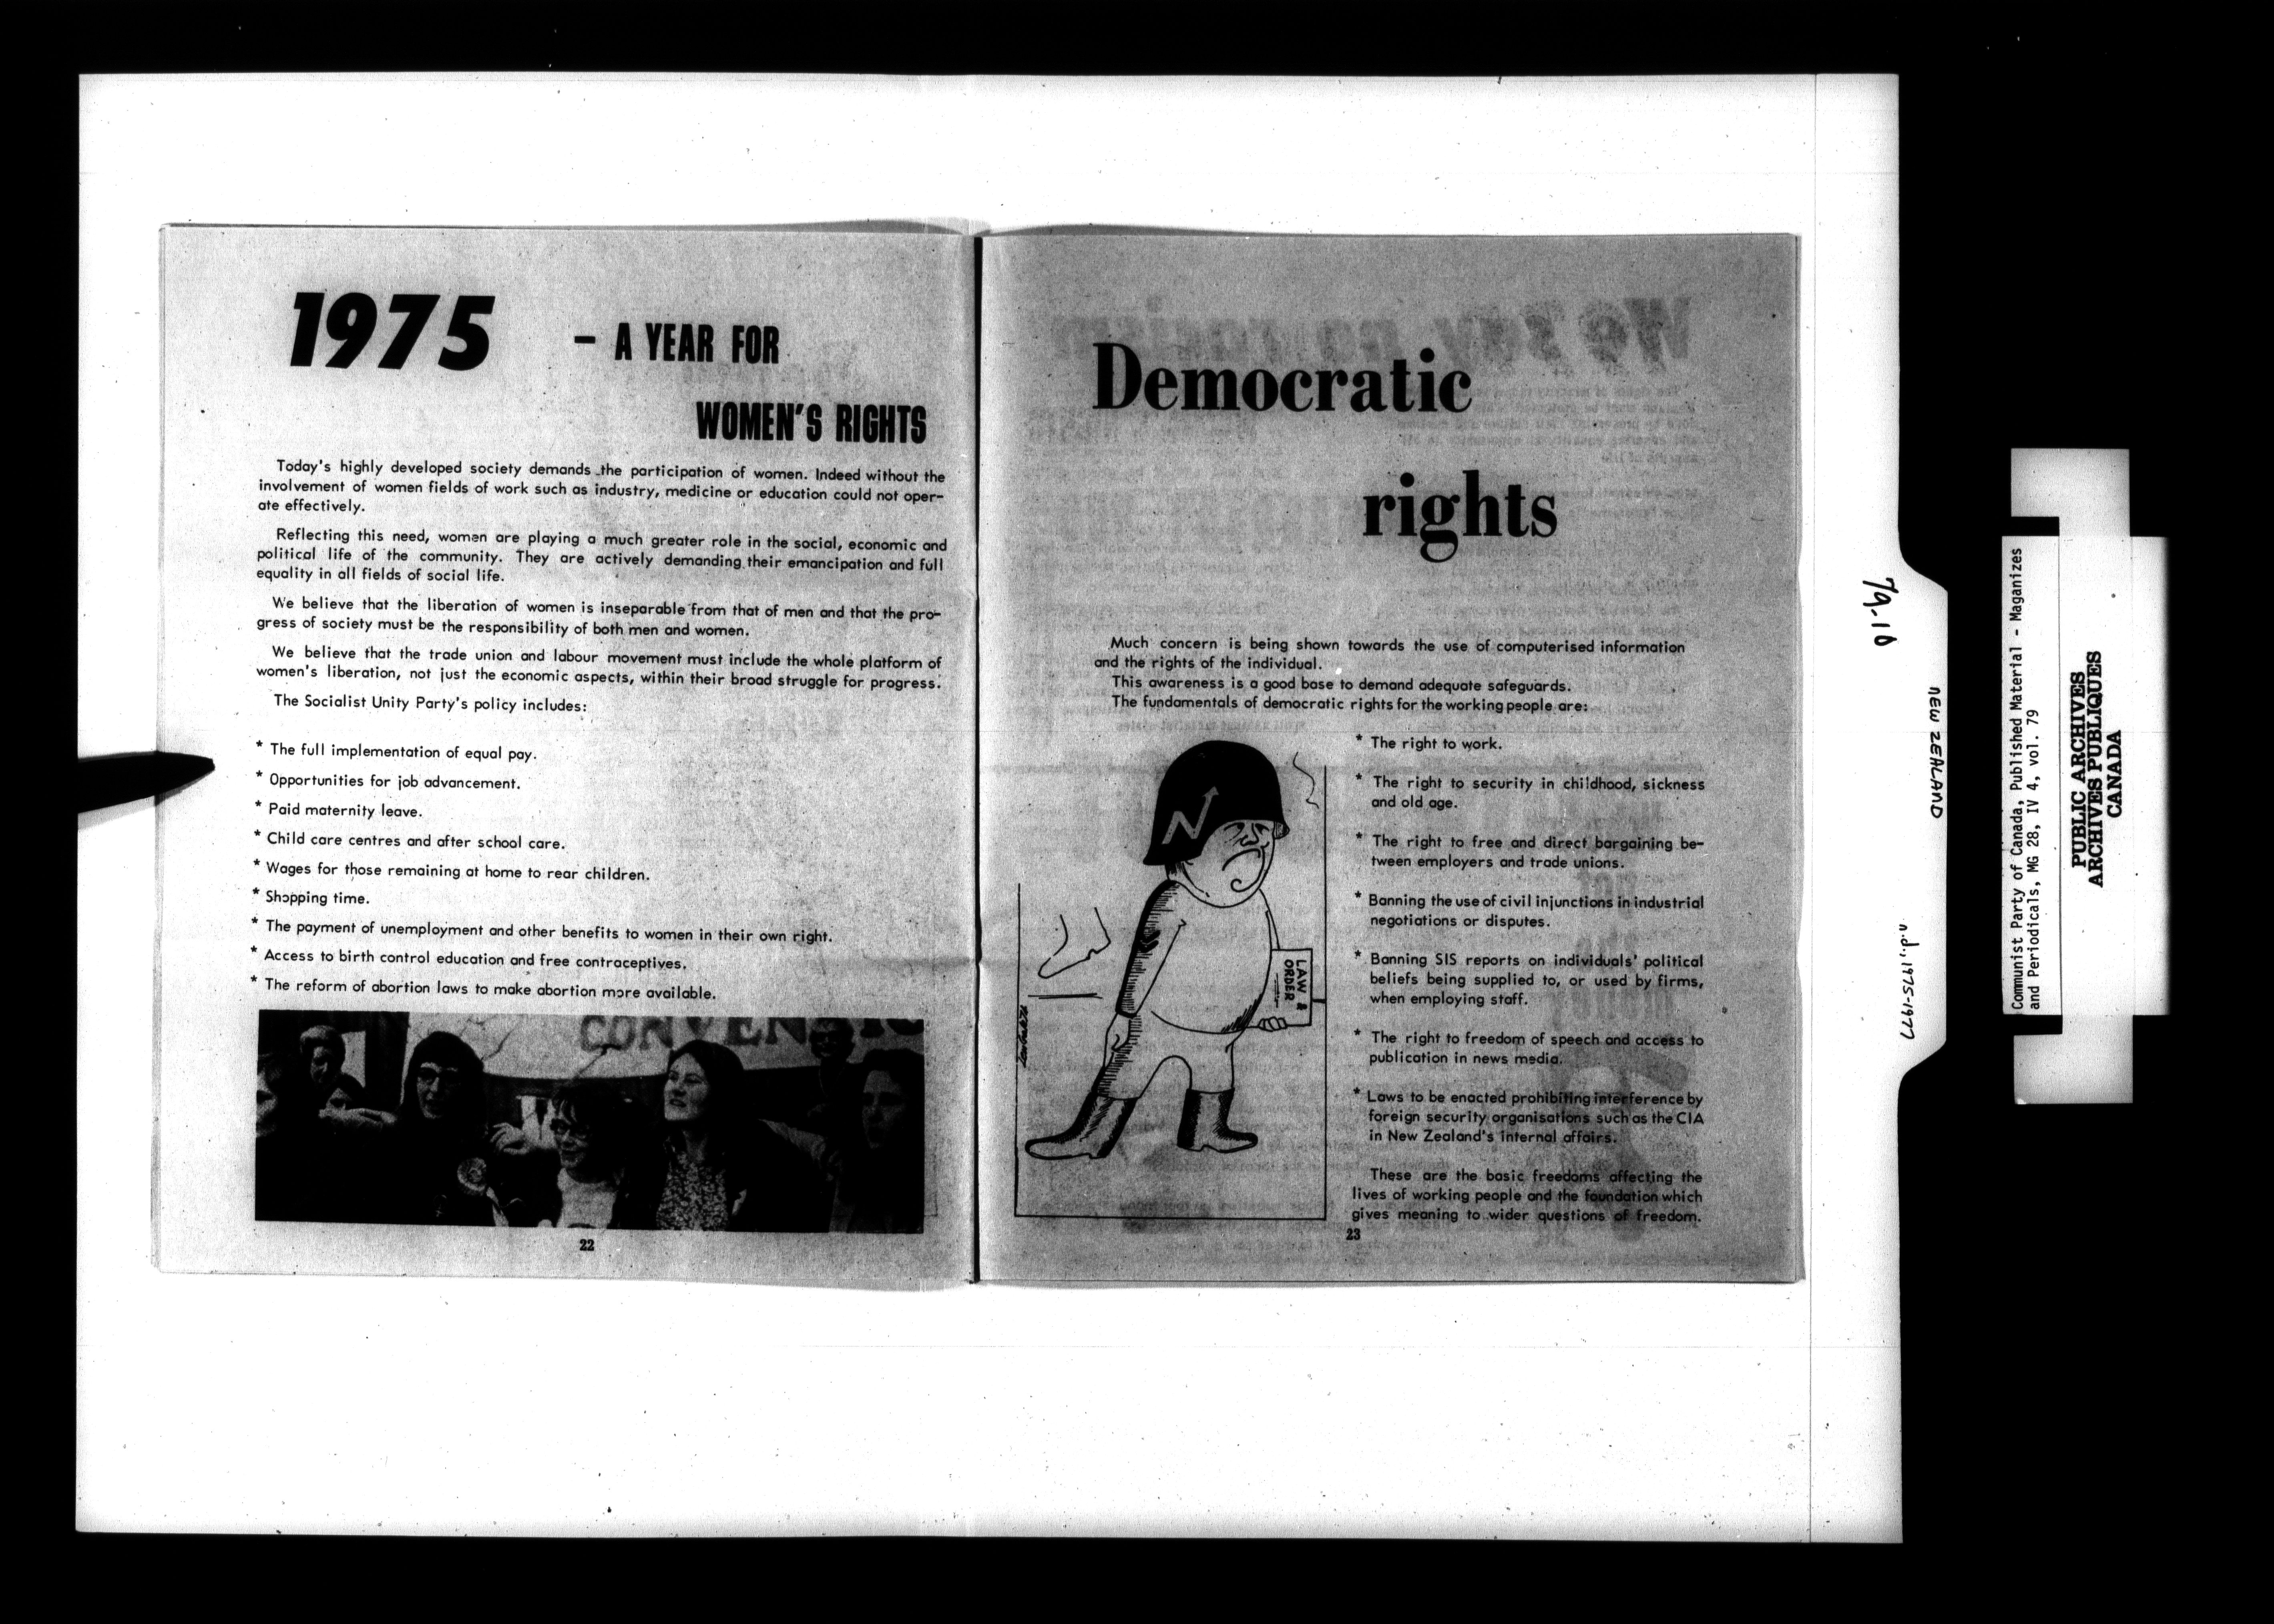 1975
- A YEAR FOR
WOMEN'S RIGHTS
Today's highly developed society demands the participation of women. Indeed without the
involvement of women fields of work such as industry, medicine or education could not oper-
ate effectively.
Reflecting this need, women are playing a much greater role in the social, economic and
political life of the community. They are actively demanding their emancipation and full
equality in all fields of social life.
We believe that the liberation of women is inseparable from that of men and that the pro-
gress of society must be the responsibility of both men and women.
We believe that the trade union and labour movement must include the whole platform of
women's liberation, not just the economic aspects, within their broad struggle for progress.
The Socialist Unity Party's policy includes:
* The full implementation of equal pay.
* Opportunities for job advancement.
* Paid maternity leave.
* Child care centres and after school care.
* Wages for those remaining at home to rear children.
* Shopping time.
* The payment of unemployment and other benefits to women in their own right.
* Access to birth control education and free contraceptives.
* The reform of abortion laws to make abortion more available.
22
Democratic
rights
Much concern is being shown towards the use of computerised information
and the rights of the individual.
This awareness is a good base to demand adequate safeguards.
The fundamentals of democratic rights for the working people are:
* The right to work.
* The right to security in childhood, sickness
and old age.
* The right to free and direct bargaining be-
tween employers and trade unions.
* Banning the use of civil injunctions in industrial
negotiations or disputes.
* Banning SIS reports on individuals' political
beliefs being supplied to, or used by firms,
when employing staff.
* The right to freedom of speech and access to
publication in news media.
* Laws to be enacted prohibiting interference by
foreign security organisations such as the CIA
in New Zealand's internal affairs.
These are the basic freedoms affecting the
lives of working people and the foundation which
gives meaning to wider questions of freedom.
N
LAW &
ORDER
23
79-10
NEW ZEALAND
n.d., 1975-1977
Communist Party of Canada, Published Material - Maganizes
and Periodicals, MG 28, IV 4, vol. 79
PUBLIC ARCHIVES
ARCHIVES PUBLIQUES
CANADA